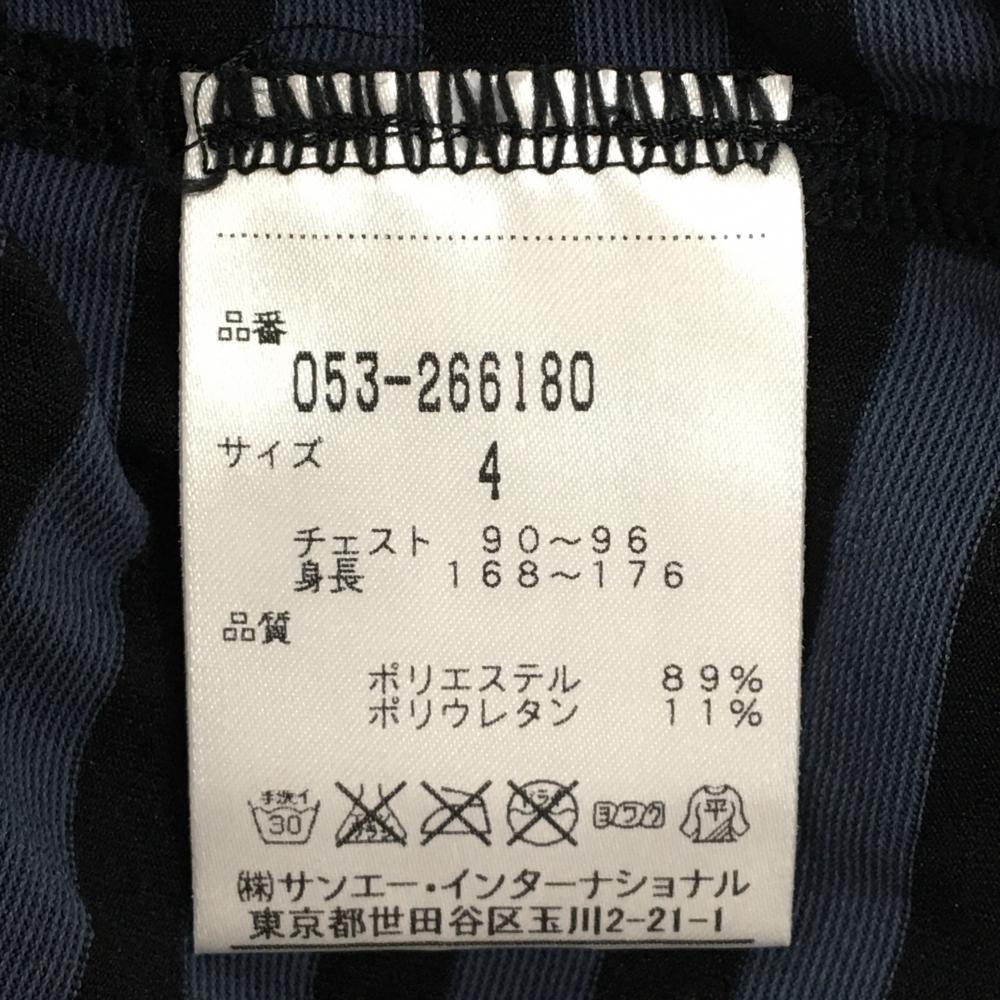 品番
053-266180
サイズ
4
チェスト 90〜96
身長 168〜176
品質
ポリエステル 89%
ポリウレタン 11%
手洗イ 30 ドライ ヨワク 平
㈱サンエー・インターナショナル
東京都世田谷区玉川2-21-1